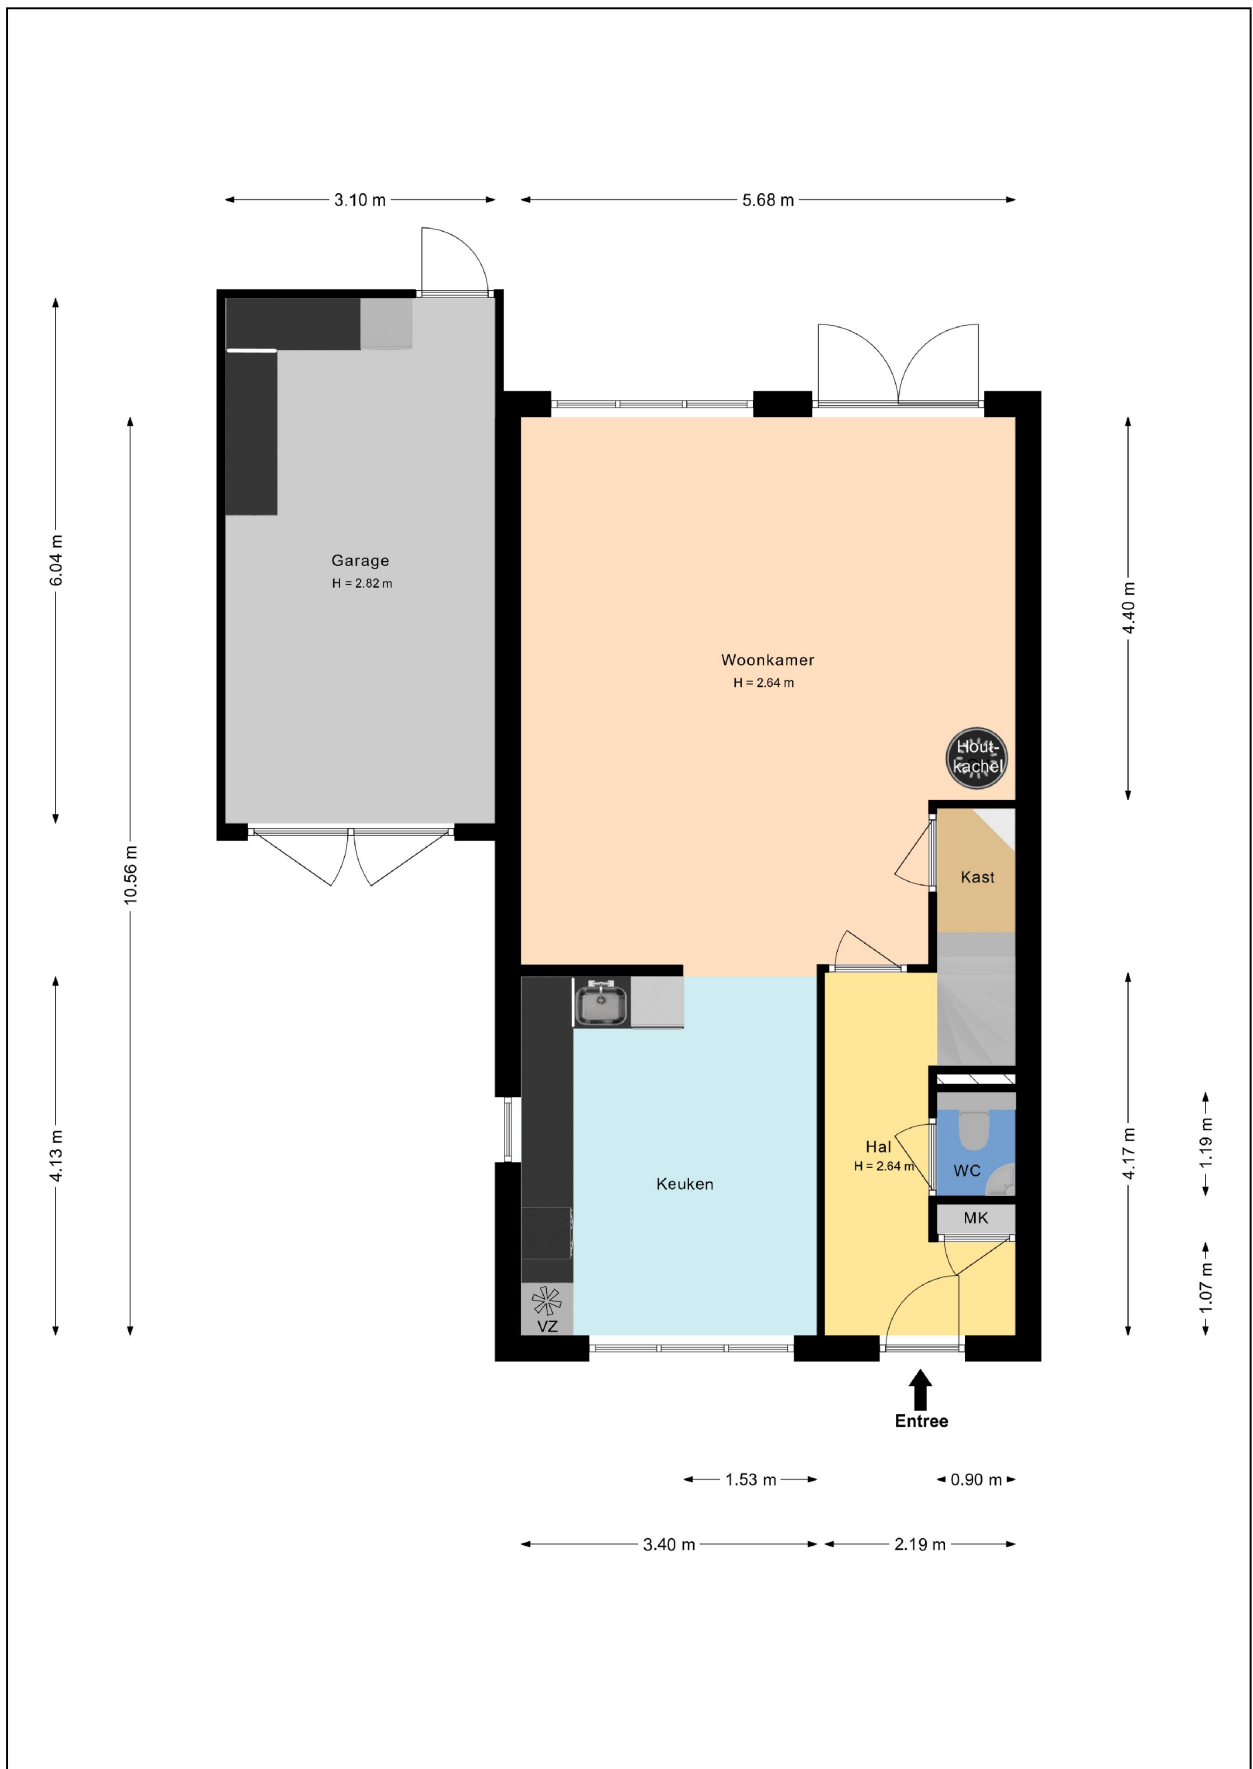 3.10 m
5.68 m
6.04 m
10.56 m
4.13 m
Garage
H = 2.82 m
Woonkamer
H = 2.64 m
Hout-
kachel
4.40 m
Kast
4.17 m
1.19 m
1.07 m
Hal
H = 2.64 m
WC
MK
Keuken
VZ
Entree
1.53 m
0.90 m
3.40 m
2.19 m